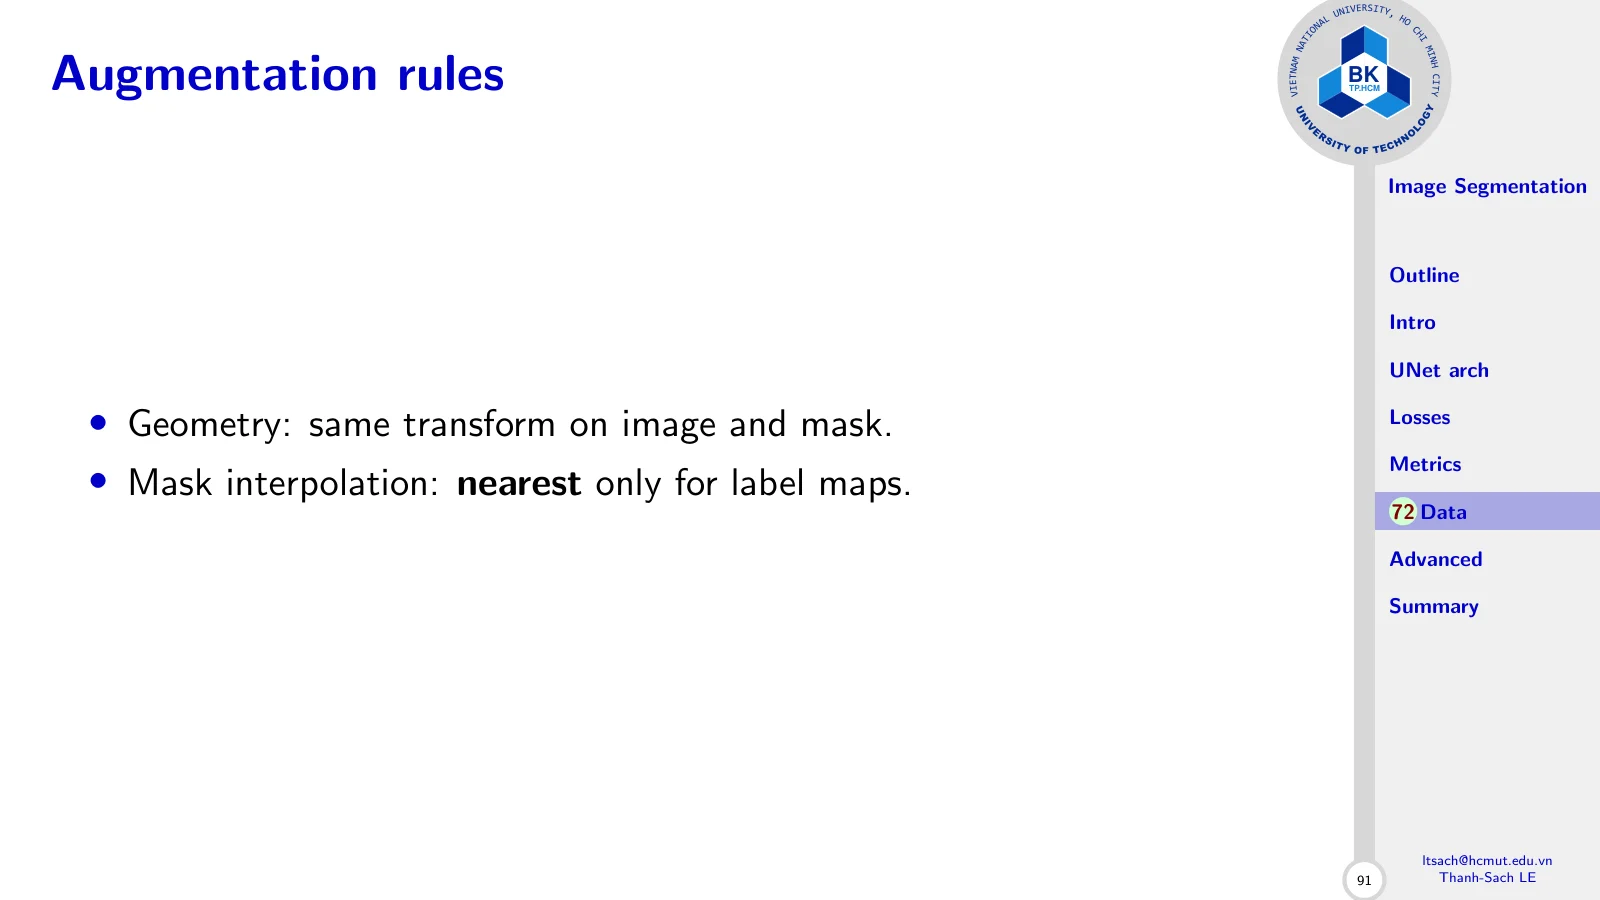 Augmentation rules
• Geometry: same transform on image and mask.
• Mask interpolation: nearest only for label maps.
VIETNAM NATIONAL UNIVERSITY, HO CHI MINH CITY
BK
TP.HCM
UNIVERSITY OF TECHNOLOGY
Image Segmentation
Outline
Intro
UNet arch
Losses
Metrics
72 Data
Advanced
Summary
ltsach@hcmut.edu.vn
Thanh-Sach LE
91